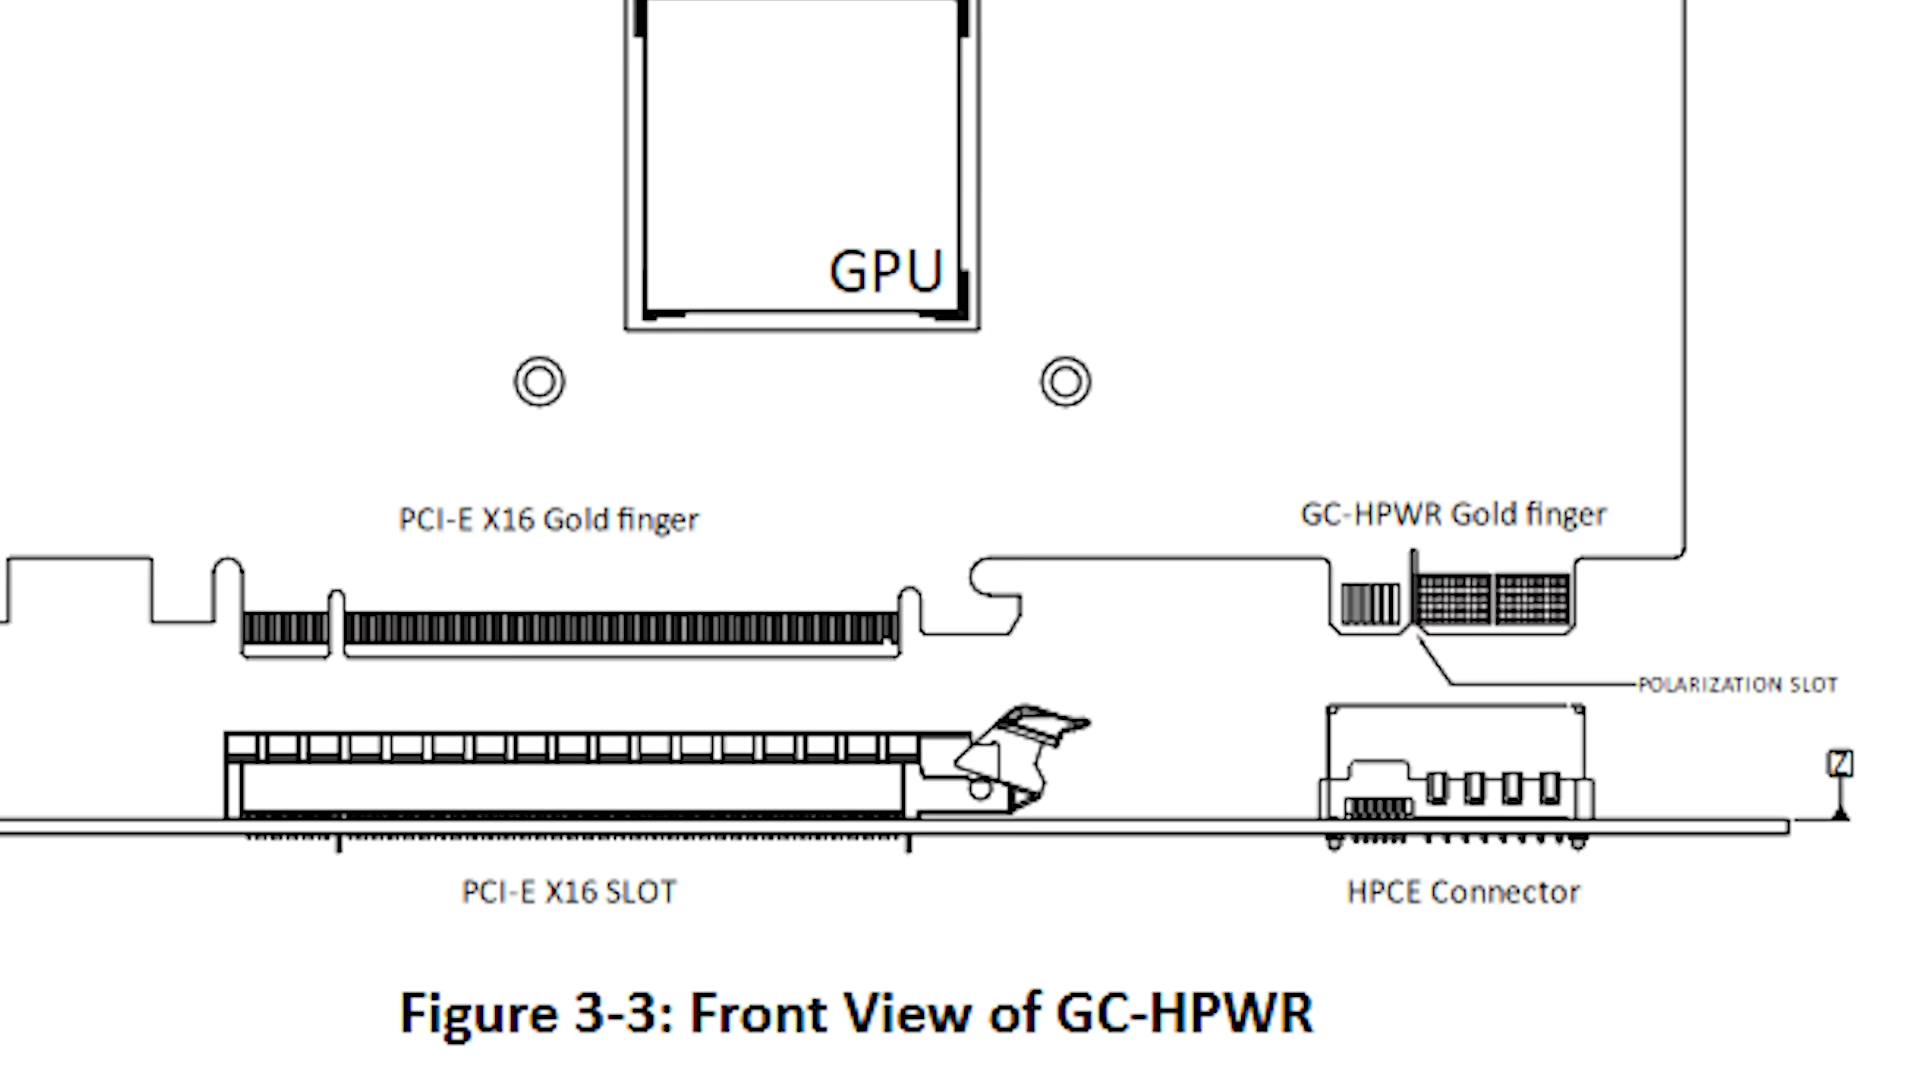 GPU
PCI-E X16 Gold finger
GC-HPWR Gold finger
POLARIZATION SLOT
Z
PCI-E X16 SLOT
HPCE Connector
Figure 3-3: Front View of GC-HPWR